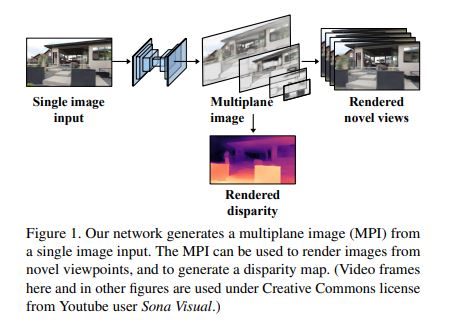 Single image
input
Multiplane
image
Rendered
novel views
Rendered
disparity
Figure 1. Our network generates a multiplane image (MPI) from
a single image input. The MPI can be used to render images from
novel viewpoints, and to generate a disparity map. (Video frames
here and in other figures are used under Creative Commons license
from Youtube user Sona Visual.)